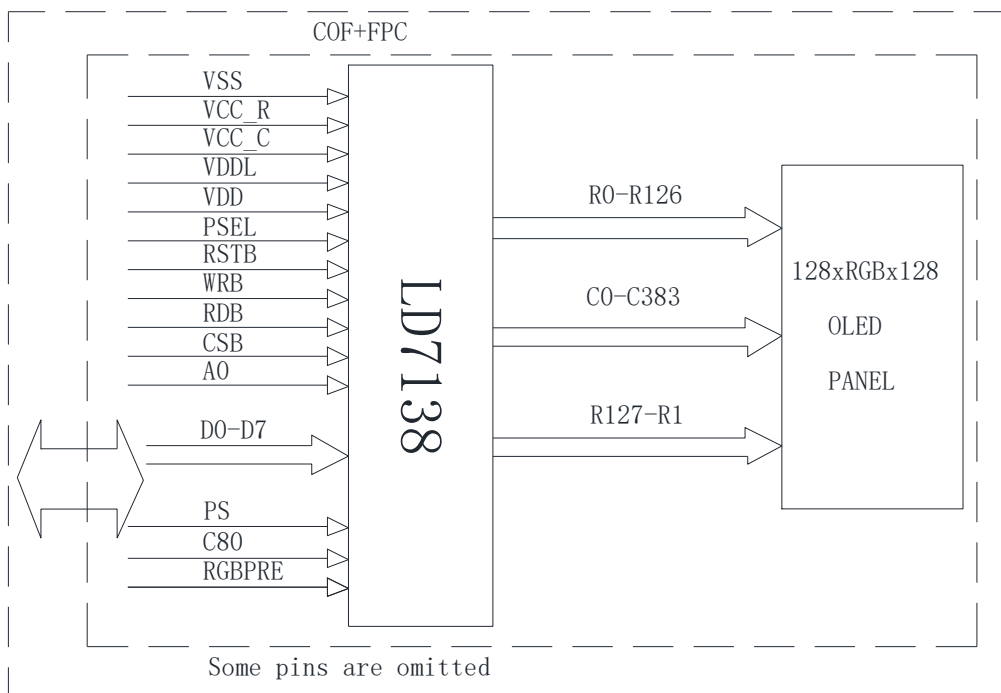 COF+FPC
VSS
VCC_R
VCC_C
VDDL
VDD
PSEL
RSTB
WRB
RDB
CSB
A0
D0-D7
PS
C80
RGBPRE
LD7138
R0-R126
C0-C383
R127-R1
128xRGBx128
OLED
PANEL
Some pins are omitted